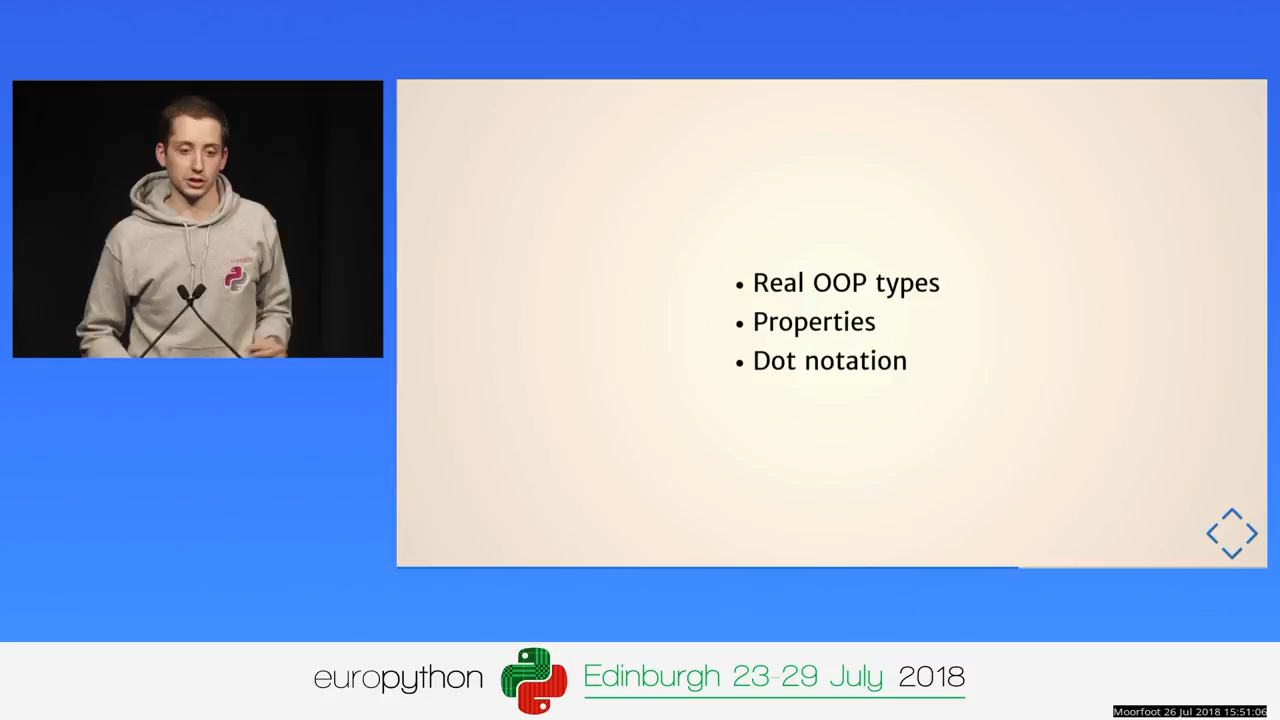 • Real OOP types
• Properties
• Dot notation
europython
Edinburgh 23-29 July 2018
Moorfoot 26 Jul 2018 15:51:06